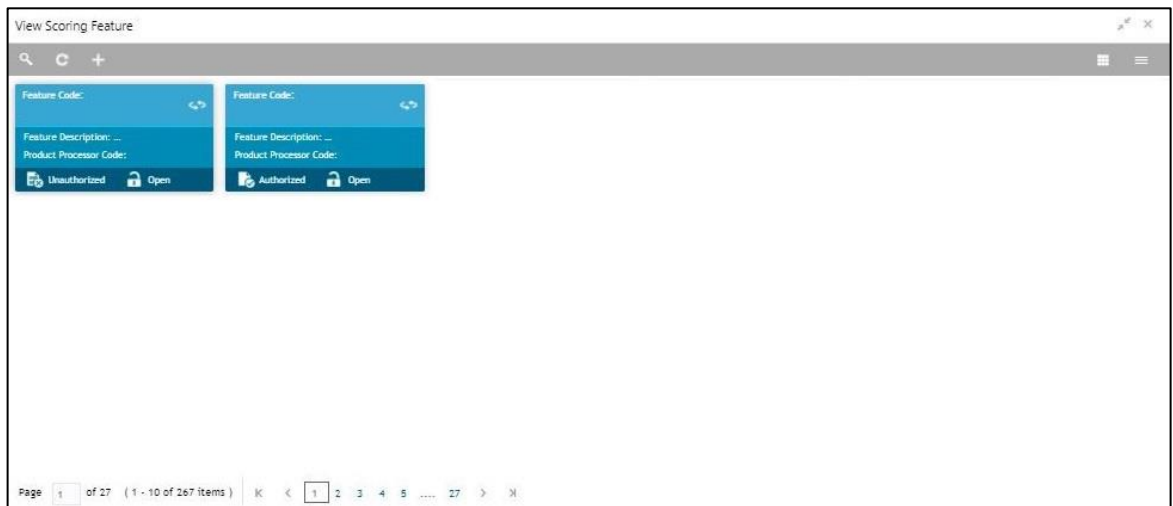 View Scoring Feature
Feature Code:
Feature Description: ...
Product Processor Code:
Unauthorized Open
Feature Code:
Feature Description: ...
Product Processor Code:
Authorized Open
Page 1 of 27 ( 1 - 10 of 267 items ) K < 1 2 3 4 5 .... 27 > Ʞ